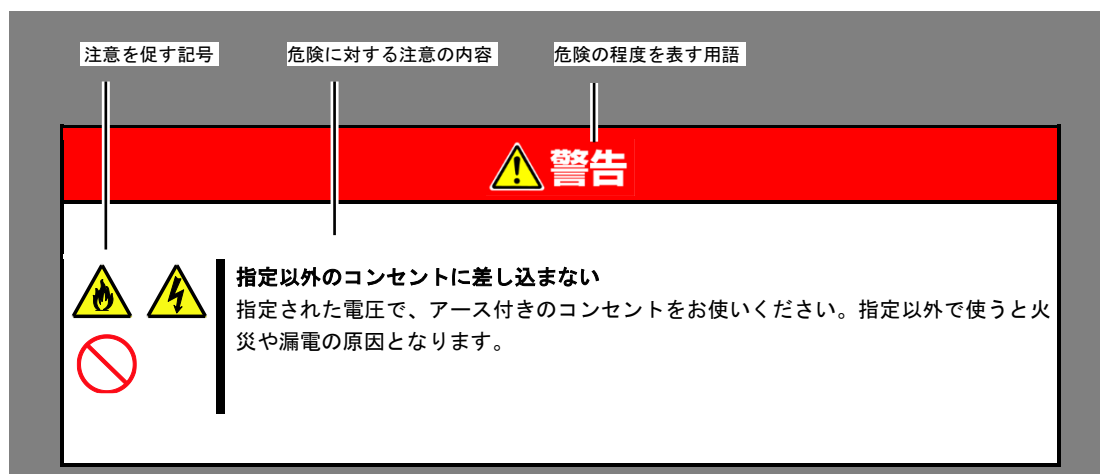 注意を促す記号
危険に対する注意の内容
危険の程度を表す用語
警告
指定以外のコンセントに差し込まない
指定された電圧で、アース付きのコンセントをお使いください。指定以外で使うと火
災や漏電の原因となります。